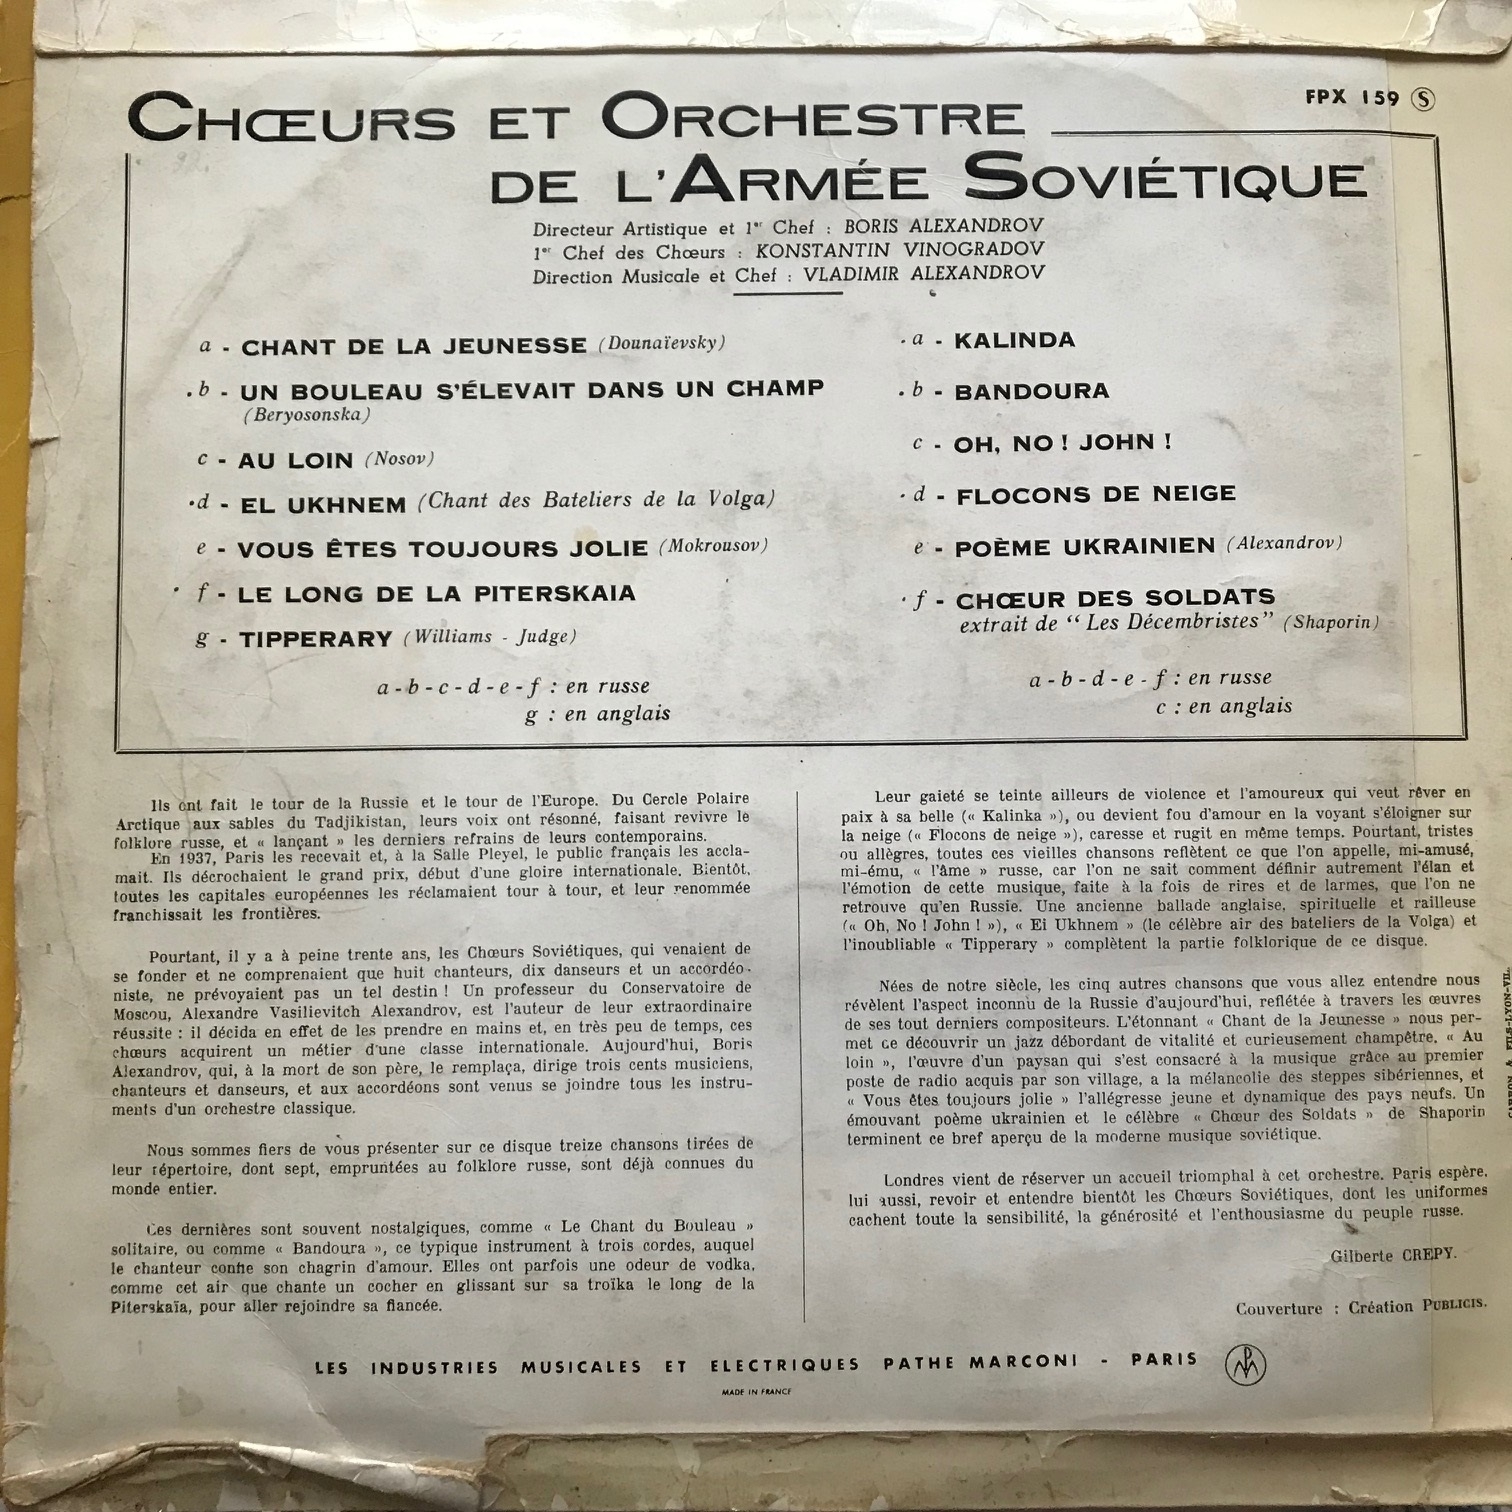 FPX 159 Ⓢ
CHŒURS ET ORCHESTRE
DE L'ARMÉE SOVIÉTIQUE
Directeur Artistique et 1er Chef : BORIS ALEXANDROV
1er Chef des Chœurs : KONSTANTIN VINOGRADOV
Direction Musicale et Chef : VLADIMIR ALEXANDROV
a - CHANT DE LA JEUNESSE (Dounaïevsky)
b - UN BOULEAU S'ÉLEVAIT DANS UN CHAMP
(Beryosonska)
c - AU LOIN (Nosov)
d - EL UKHNEM (Chant des Bateliers de la Volga)
e - VOUS ÊTES TOUJOURS JOLIE (Mokrousov)
f - LE LONG DE LA PITERSKAIA
g - TIPPERARY (Williams - Judge)
a - b - c - d - e - f : en russe
g : en anglais
a - KALINDA
b - BANDOURA
c - OH, NO ! JOHN !
d - FLOCONS DE NEIGE
e - POÈME UKRAINIEN (Alexandrov)
f - CHŒUR DES SOLDATS
extrait de “ Les Décembristes” (Shaporin)
a - b - d - e - f : en russe
c : en anglais
Ils ont fait le tour de la Russie et le tour de l'Europe. Du Cercle Polaire
Arctique aux sables du Tadjikistan, leurs voix ont résonné, faisant revivre le
folklore russe, et « lançant » les derniers refrains de leurs contemporains.
En 1937, Paris les recevait et, à la Salle Pleyel, le public français les accla-
mait. Ils décrochaient le grand prix, début d'une gloire internationale. Bientôt,
toutes les capitales européennes les réclamaient tour à tour, et leur renommée
franchissait les frontières.
Pourtant, il y a à peine trente ans, les Chœurs Soviétiques, qui venaient de
se fonder et ne comprenaient que huit chanteurs, dix danseurs et un accordéo-
niste, ne prévoyaient pas un tel destin ! Un professeur du Conservatoire de
Moscou, Alexandre Vasilievitch Alexandrov, est l'auteur de leur extraordinaire
réussite : il décida en effet de les prendre en mains et, en très peu de temps, ces
chœurs acquirent un métier d'une classe internationale. Aujourd'hui, Boris
Alexandrov, qui, à la mort de son père, le remplaça, dirige trois cents musiciens,
chanteurs et danseurs, et aux accordéons sont venus se joindre tous les instru-
ments d'un orchestre classique.
Nous sommes fiers de vous présenter sur ce disque treize chansons tirées de
leur répertoire, dont sept, empruntées au folklore russe, sont déjà connues du
monde entier.
Ces dernières sont souvent nostalgiques, comme « Le Chant du Bouleau »
solitaire, ou comme « Bandoura », ce typique instrument à trois cordes, auquel
le chanteur confie son chagrin d'amour. Elles ont parfois une odeur de vodka,
comme cet air que chante un cocher en glissant sur sa troïka le long de la
Piterskaïa, pour aller rejoindre sa fiancée.
Leur gaieté se teinte ailleurs de violence et l'amoureux qui veut rêver en
paix à sa belle (« Kalinka »), ou devient fou d'amour en la voyant s'éloigner sur
la neige (« Flocons de neige »), caresse et rugit en même temps. Pourtant, tristes
ou allègres, toutes ces vieilles chansons reflètent ce que l'on appelle, mi-amusé,
mi-ému, « l'âme » russe, car l'on ne sait comment définir autrement l'élan et
l'émotion de cette musique, faite à la fois de rires et de larmes, que l'on ne
retrouve qu'en Russie. Une ancienne ballade anglaise, spirituelle et railleuse
(« Oh, No ! John ! »), « Ei Ukhnem » (le célèbre air des bateliers de la Volga) et
l'inoubliable « Tipperary » complètent la partie folklorique de ce disque.
Nées de notre siècle, les cinq autres chansons que vous allez entendre nous
révèlent l'aspect inconnu de la Russie d'aujourd'hui, reflétée à travers les œuvres
de ses tout derniers compositeurs. L'étonnant « Chant de la Jeunesse » nous per-
met de découvrir un jazz débordant de vitalité et curieusement champêtre. « Au
loin », l'œuvre d'un paysan qui s'est consacré à la musique grâce au premier
poste de radio acquis par son village, a la mélancolie des steppes sibériennes, et
« Vous êtes toujours jolie » l'allégresse jeune et dynamique des pays neufs. Un
émouvant poème ukrainien et le célèbre « Chœur des Soldats » de Shaporin
terminent ce bref aperçu de la moderne musique soviétique.
Londres vient de réserver un accueil triomphal à cet orchestre. Paris espère,
lui aussi, revoir et entendre bientôt les Chœurs Soviétiques, dont les uniformes
cachent toute la sensibilité, la générosité et l'enthousiasme du peuple russe.
Gilberte CREPY.
Couverture : Création PUBLICIS.
LES INDUSTRIES MUSICALES ET ELECTRIQUES PATHE MARCONI - PARIS
MADE IN FRANCE